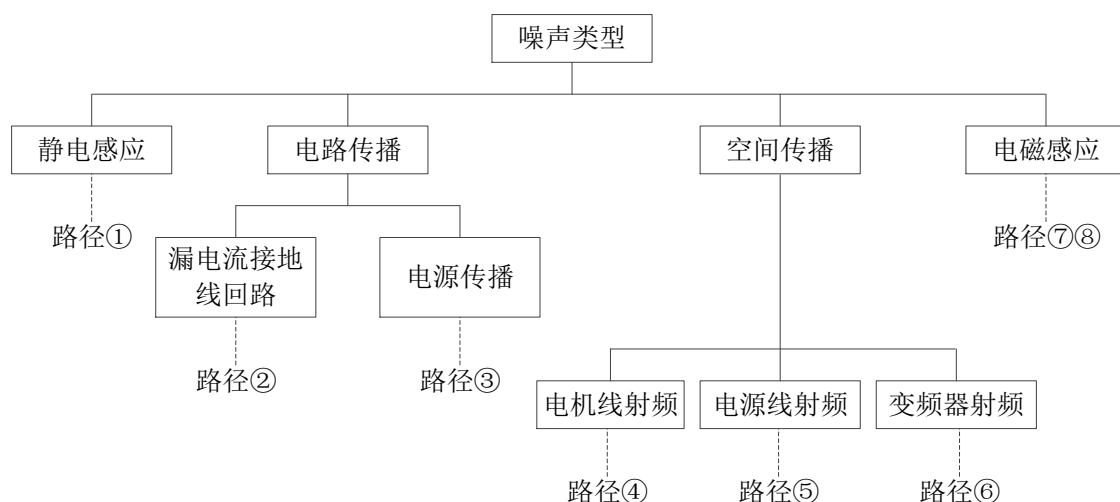 噪声类型
静电感应
电路传播
空间传播
电磁感应
路径①
路径⑦⑧
漏电流接地
线回路
电源传播
路径②
路径③
电机线射频
电源线射频
变频器射频
路径④
路径⑤
路径⑥